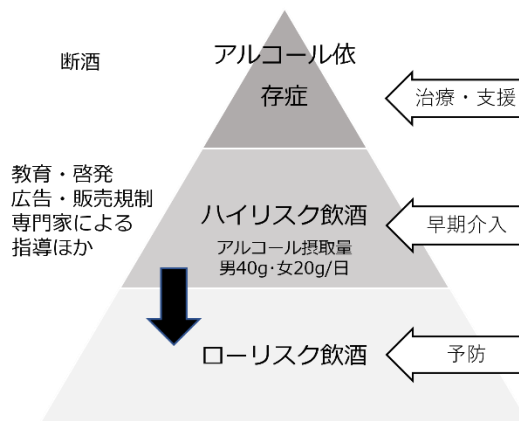 断酒
アルコール依
存症
治療・支援
教育・啓発
広告・販売規制
専門家による
指導ほか
ハイリスク飲酒
アルコール摂取量
男40g･女20g/日
早期介入
ローリスク飲酒
予防